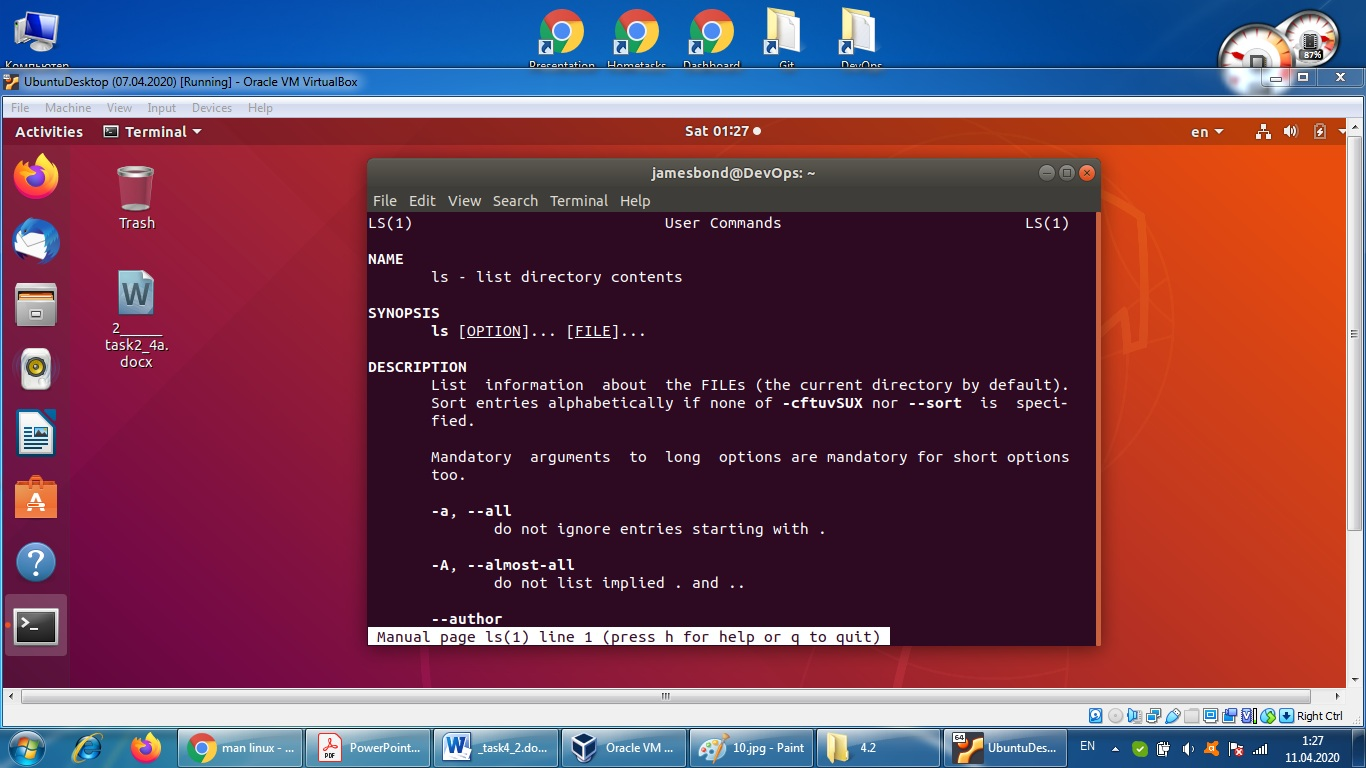 Presentation
Hometasks
Dashboard
Git
DevOps
Компьютер
87%
UbuntuDesktop (07.04.2020) [Running] - Oracle VM VirtualBox
File Machine View Input Devices Help
Activities Terminal Sat 01:27 en
jamesbond@DevOps: ~
File Edit View Search Terminal Help
Trash
2______
task2_4a.
docx
LS(1) User Commands LS(1)
NAME
ls - list directory contents
SYNOPSIS
ls [OPTION]... [FILE]...
DESCRIPTION
List information about the FILEs (the current directory by default).
Sort entries alphabetically if none of -cftuvSUX nor --sort is speci-
fied.
Mandatory arguments to long options are mandatory for short options
too.
-a, --all
do not ignore entries starting with .
-A, --almost-all
do not list implied . and ..
--author
Manual page ls(1) line 1 (press h for help or q to quit)
Right Ctrl
man linux - ...
PowerPoint...
_task4_2.do...
Oracle VM ...
10.jpg - Paint
4.2
64
UbuntuDes...
EN
1:27
11.04.2020